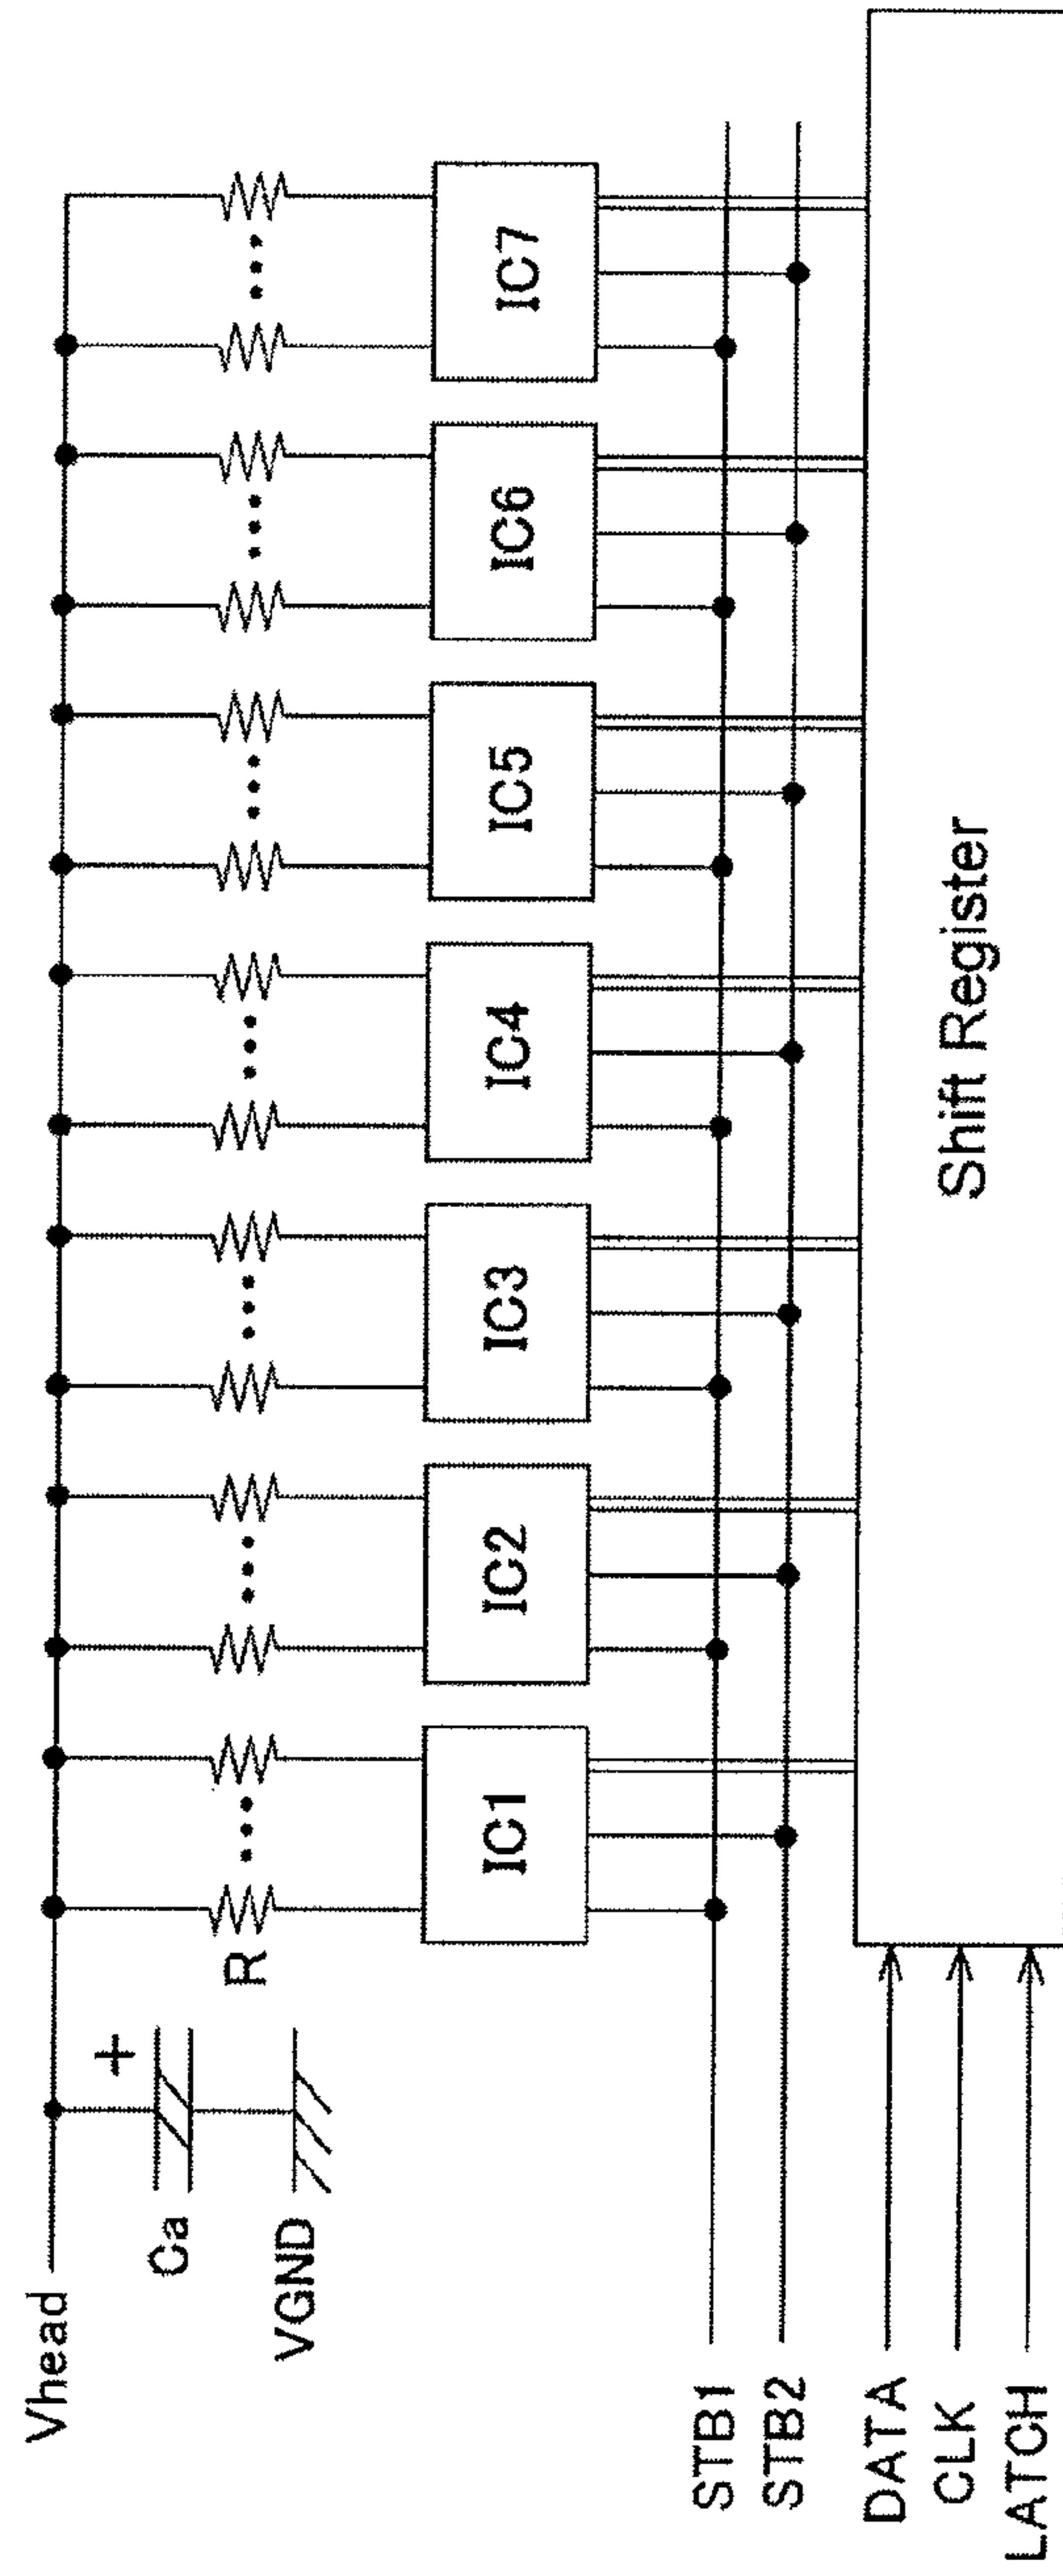 Vhead
+
Ca
VGND
R
IC1
IC2
IC3
IC4
IC5
IC6
IC7
STB1
STB2
DATA
CLK
LATCH
Shift Register